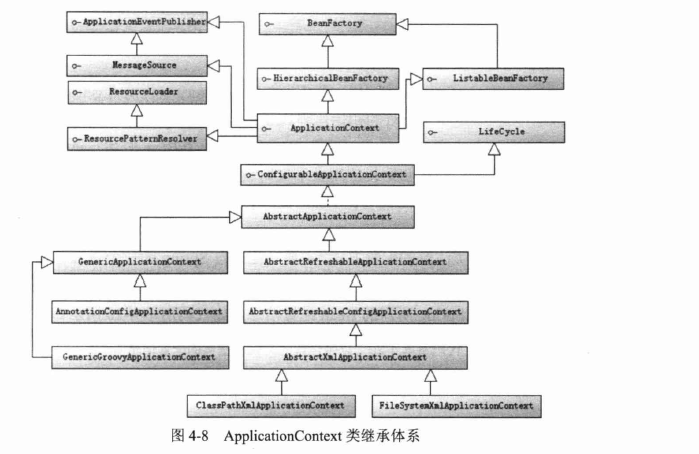 ApplicationEventPublisher
BeanFactory
MessageSource
HierarchicalBeanFactory
ListableBeanFactory
ResourceLoader
ApplicationContext
LifeCycle
ResourcePatternResolver
ConfigurableApplicationContext
AbstractApplicationContext
GenericApplicationContext
AbstractRefreshableApplicationContext
AnnotationConfigApplicationContext
AbstractRefreshableConfigApplicationContext
GenericGroovyApplicationContext
AbstractXmlApplicationContext
ClassPathXmlApplicationContext
FileSystemXmlApplicationContext
图 4-8 ApplicationContext 类继承体系